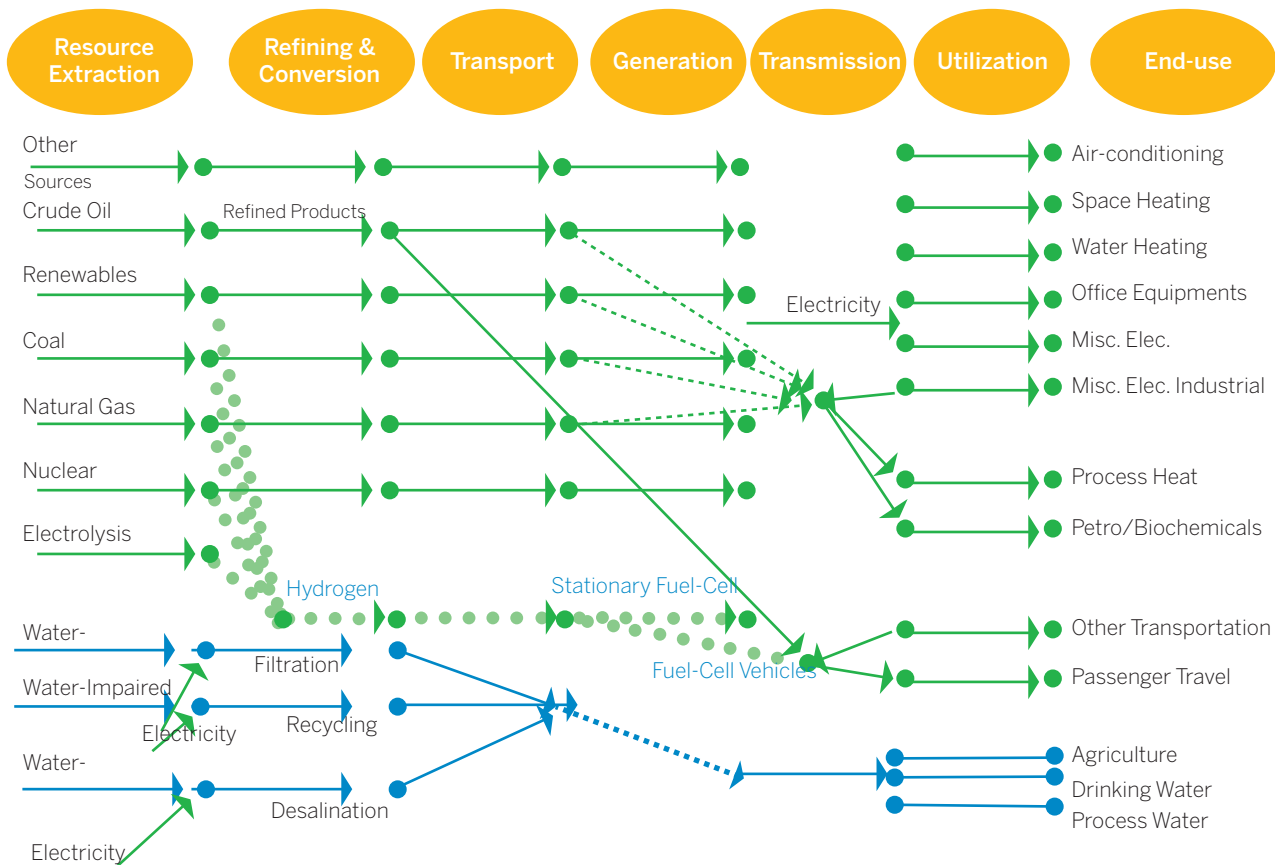 Resource
Extraction
Refining &
Conversion
Transport
Generation
Transmission
Utilization
End-use
Other
Sources
Crude Oil
Refined Products
Renewables
Coal
Natural Gas
Nuclear
Electrolysis
Hydrogen
Stationary Fuel-Cell
Fuel-Cell Vehicles
Electricity
Air-conditioning
Space Heating
Water Heating
Office Equipments
Misc. Elec.
Misc. Elec. Industrial
Process Heat
Petro/Biochemicals
Other Transportation
Passenger Travel
Water-
Filtration
Water-Impaired
Electricity
Recycling
Water-
Desalination
Electricity
Agriculture
Drinking Water
Process Water